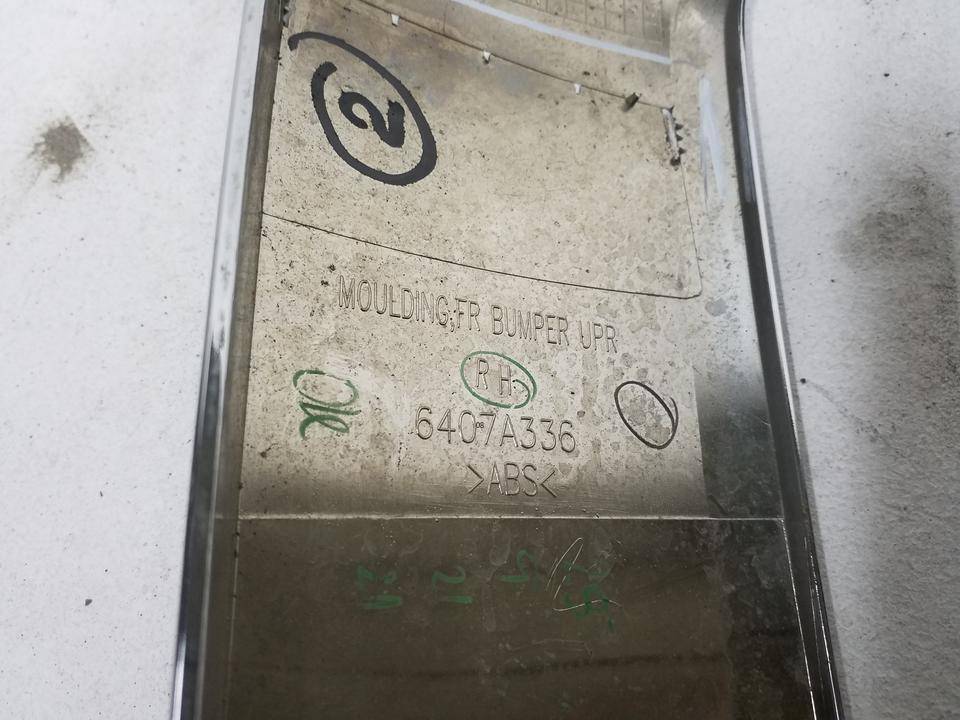 2
MOULDING;FR BUMPER UPR
RH
6407A336
>ABS<